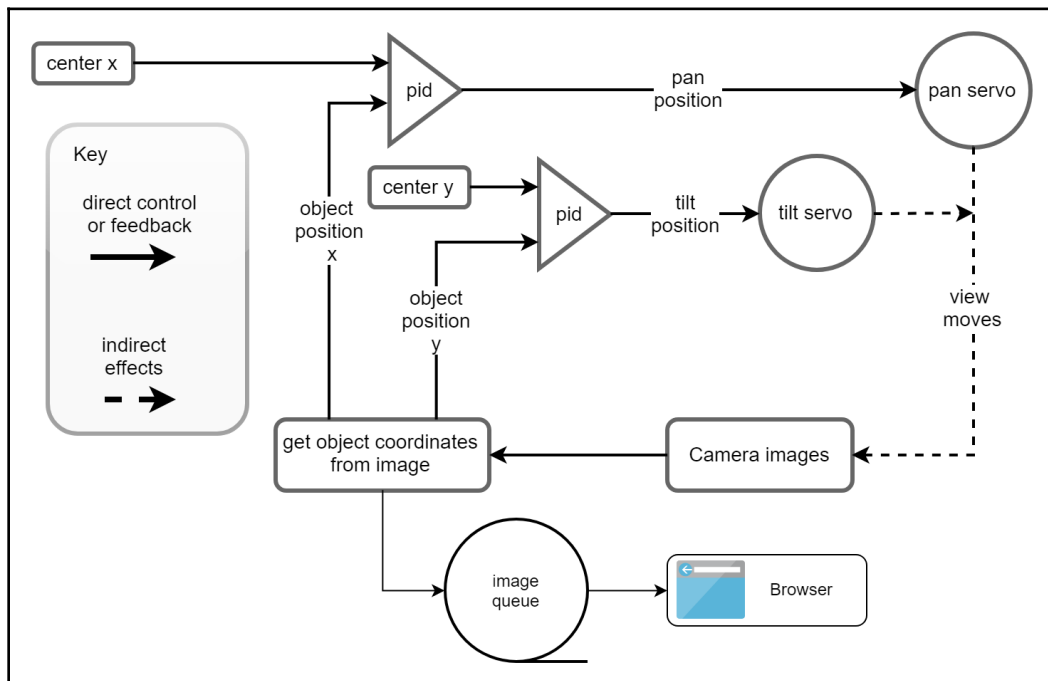 center x
pid
pan
position
pan servo
Key
direct control
or feedback
indirect
effects
object
position
x
center y
pid
tilt
position
tilt servo
object
position
y
view
moves
get object coordinates
from image
Camera images
image
queue
Browser